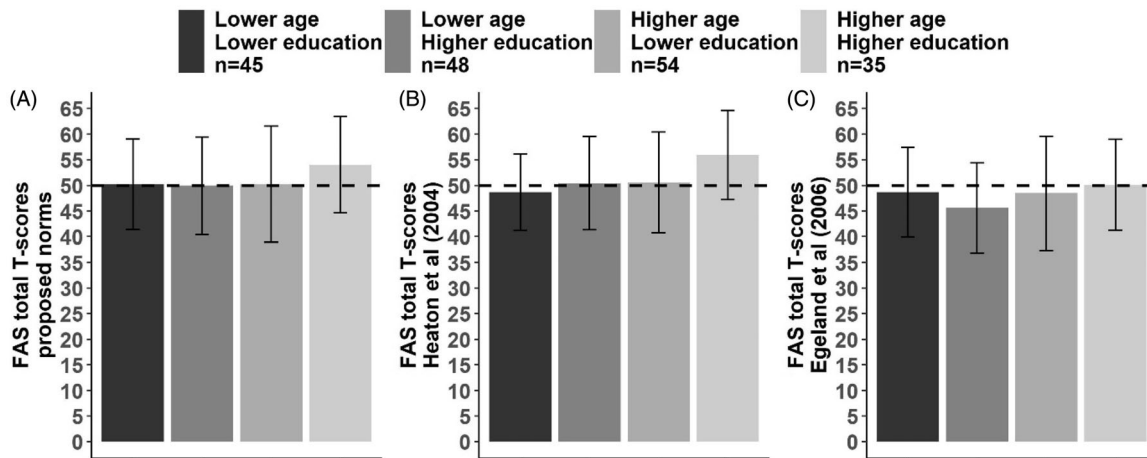 Lower age
Lower education
n=45
Lower age
Higher education
n=48
Higher age
Lower education
n=54
Higher age
Higher education
n=35
(A)
FAS total T-scores
proposed norms
65
60
55
50
45
40
35
30
25
20
15
10
5
0
(B)
FAS total T-scores
Heaton et al (2004)
65
60
55
50
45
40
35
30
25
20
15
10
5
0
(C)
FAS total T-scores
Egeland et al (2006)
65
60
55
50
45
40
35
30
25
20
15
10
5
0